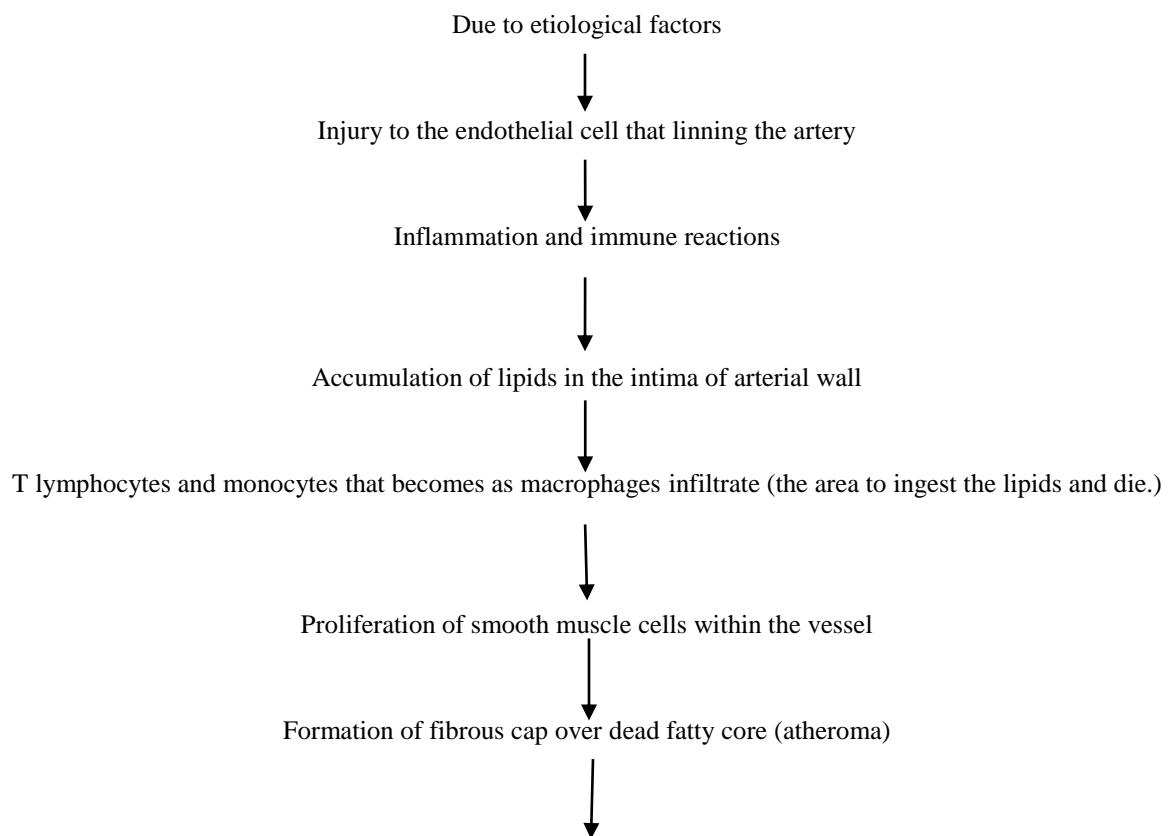 Due to etiological factors
Injury to the endothelial cell that linning the artery
Inflammation and immune reactions
Accumulation of lipids in the intima of arterial wall
T lymphocytes and monocytes that becomes as macrophages infiltrate (the area to ingest the lipids and die.)
Proliferation of smooth muscle cells within the vessel
Formation of fibrous cap over dead fatty core (atheroma)